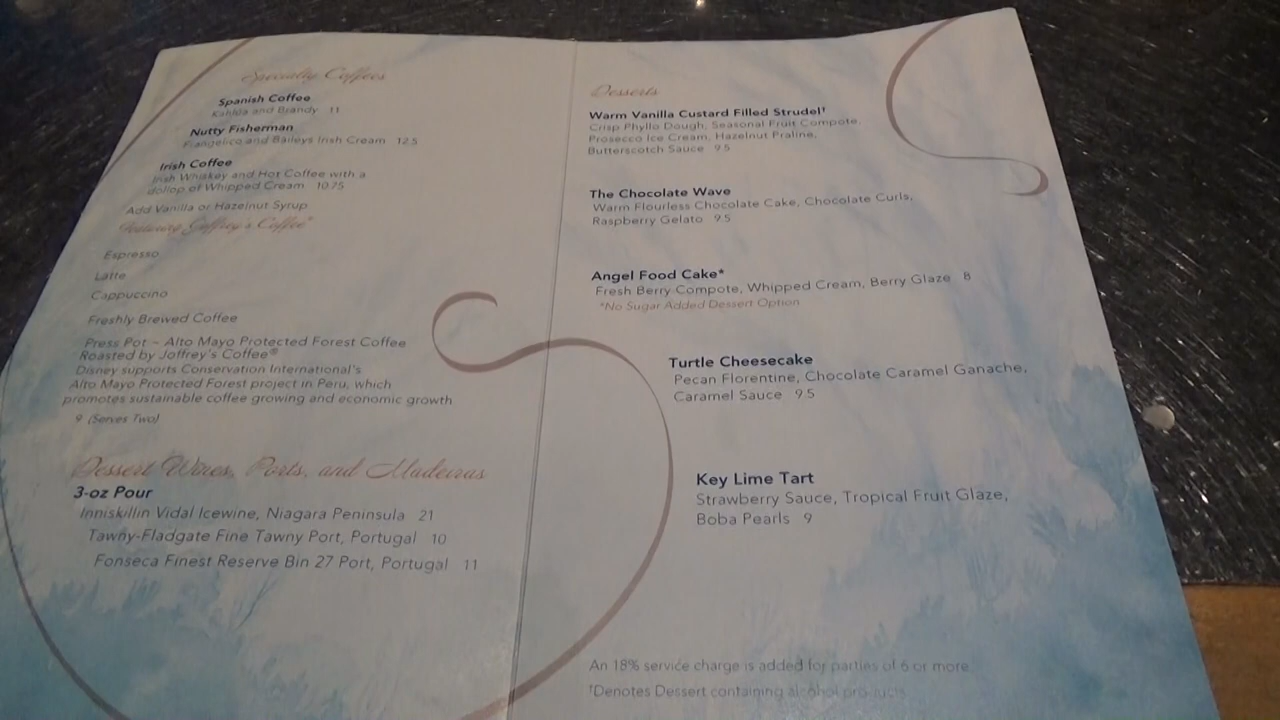 Specialty Coffees
Spanish Coffee
Kahlúa and Brandy 11
Nutty Fisherman
Frangelico and Baileys Irish Cream 12.5
Irish Coffee
Irish Whiskey and Hot Coffee with a
dollop of Whipped Cream 10.75
Add Vanilla or Hazelnut Syrup
Featuring Joffrey's Coffee®
Espresso
Latte
Cappuccino
Freshly Brewed Coffee
Press Pot ~ Alto Mayo Protected Forest Coffee
Roasted by Joffrey's Coffee®
Disney supports Conservation International's
Alto Mayo Protected Forest project in Peru, which
promotes sustainable coffee growing and economic growth
9 (Serves Two)
Dessert Wines, Ports, and Madeiras
3-oz Pour
Inniskillin Vidal Icewine, Niagara Peninsula 21
Tawny-Fladgate Fine Tawny Port, Portugal 10
Fonseca Finest Reserve Bin 27 Port, Portugal 11
Desserts
Warm Vanilla Custard Filled Strudel†
Crisp Phyllo Dough, Seasonal Fruit Compote,
Prosecco Ice Cream, Hazelnut Praline,
Butterscotch Sauce 9.5
The Chocolate Wave
Warm Flourless Chocolate Cake, Chocolate Curls,
Raspberry Gelato 9.5
Angel Food Cake*
Fresh Berry Compote, Whipped Cream, Berry Glaze 8
*No Sugar Added Dessert Option
Turtle Cheesecake
Pecan Florentine, Chocolate Caramel Ganache,
Caramel Sauce 9.5
Key Lime Tart
Strawberry Sauce, Tropical Fruit Glaze,
Boba Pearls 9
An 18% service charge is added for parties of 6 or more
†Denotes Dessert containing alcohol products